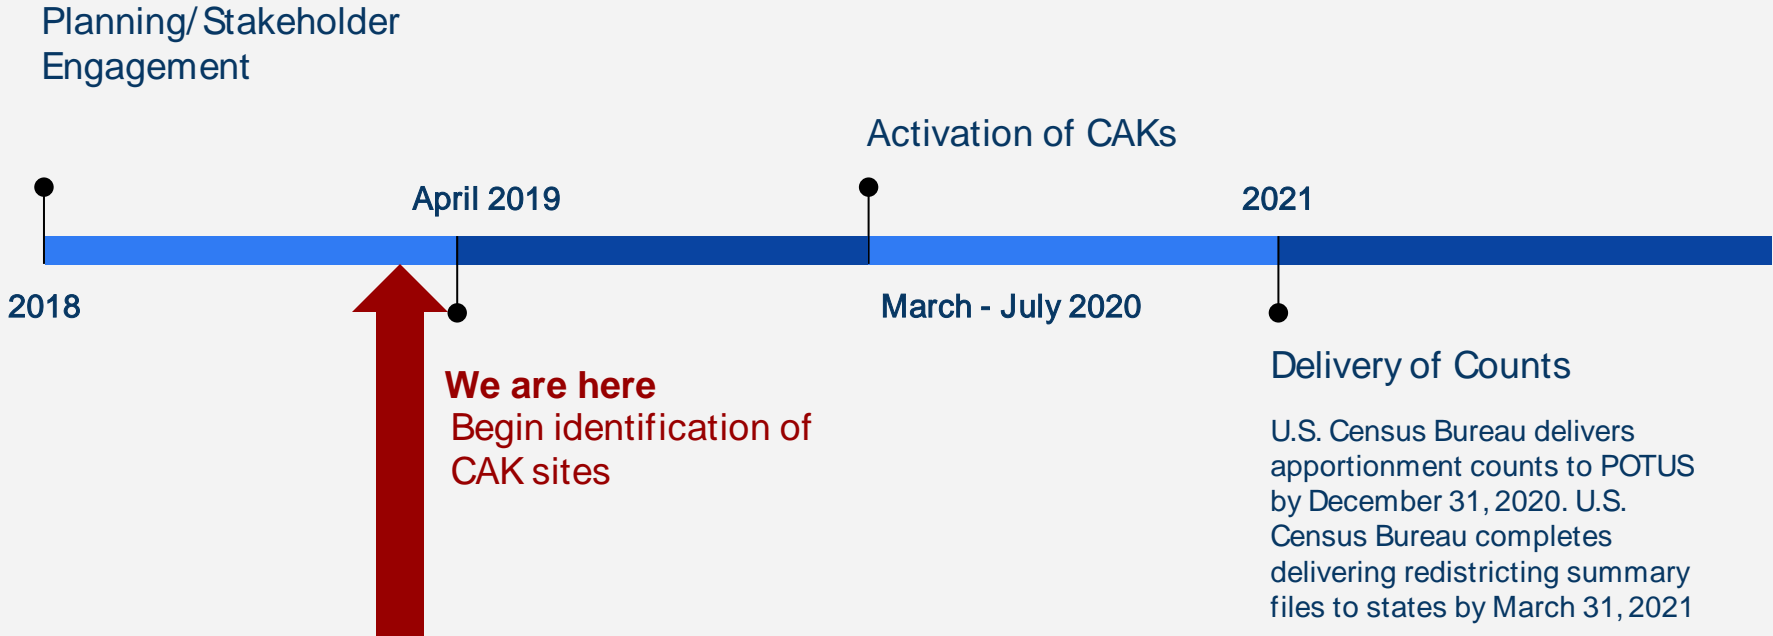 Planning/Stakeholder
Engagement
Activation of CAKs
April 2019
2021
2018
March - July 2020
We are here
Begin identification of
CAK sites
Delivery of Counts
U.S. Census Bureau delivers
apportionment counts to POTUS
by December 31, 2020. U.S.
Census Bureau completes
delivering redistricting summary
files to states by March 31, 2021